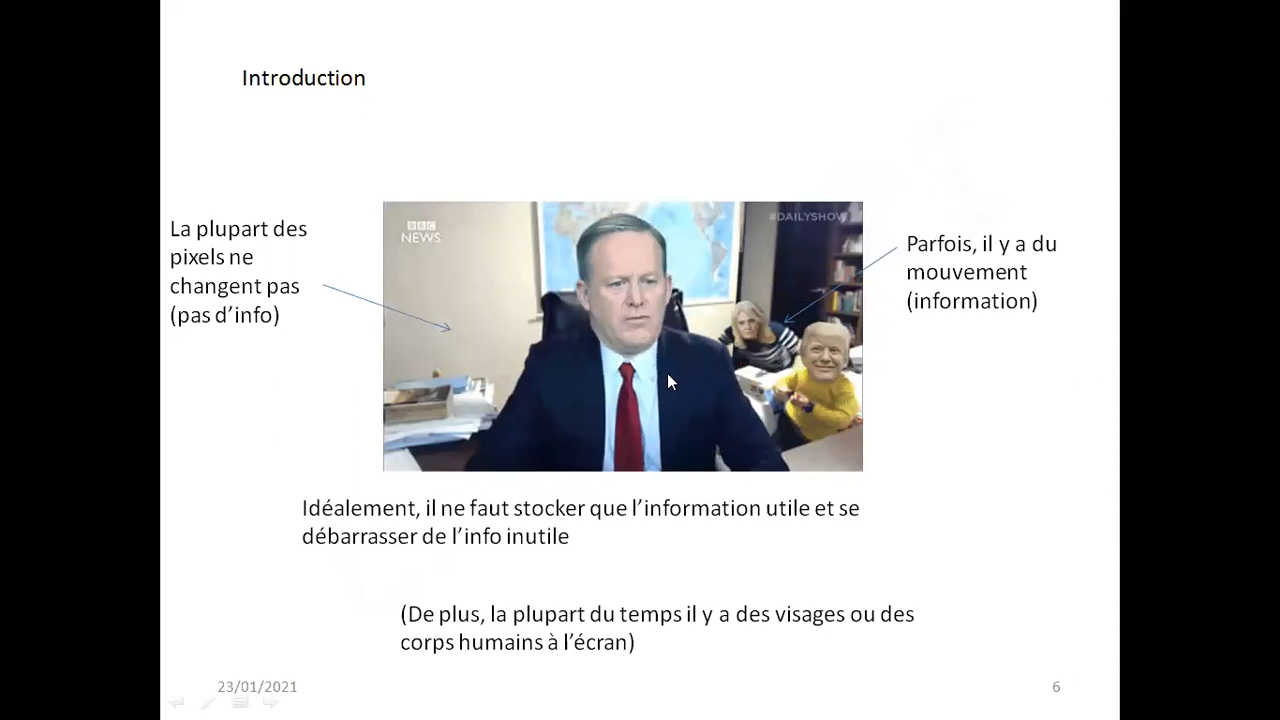 Introduction
La plupart des
pixels ne
changent pas
(pas d’info)
BBC
NEWS
#DAILYSHOW
Parfois, il y a du
mouvement
(information)
Idéalement, il ne faut stocker que l’information utile et se
débarrasser de l’info inutile
(De plus, la plupart du temps il y a des visages ou des
corps humains à l’écran)
23/01/2021
6